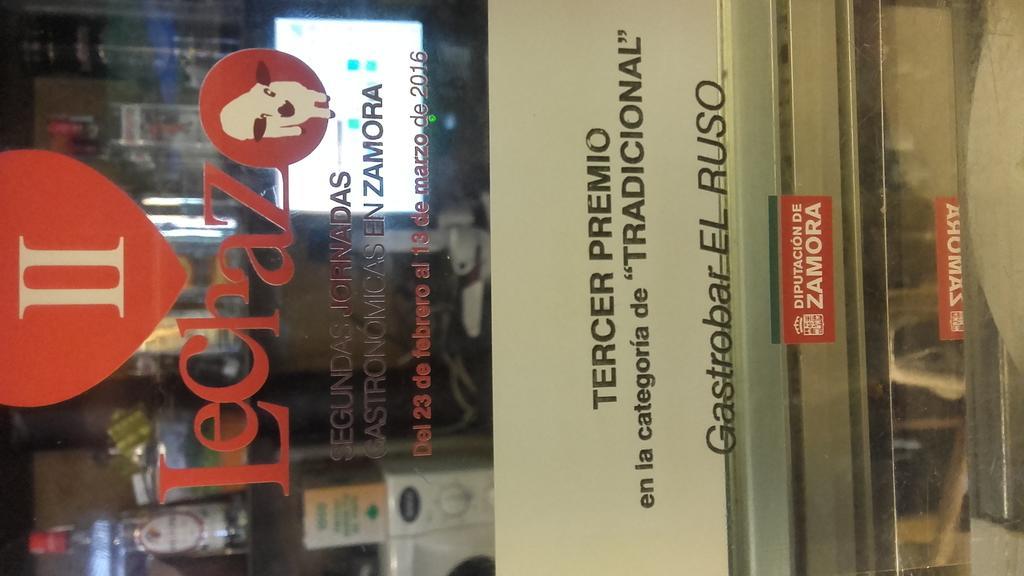 II
Lechazo
SEGUNDAS JORNADAS
GASTRONÓMICAS EN ZAMORA
Del 23 de febrero al 13 de marzo de 2016
TERCER PREMIO
en la categoría de “TRADICIONAL”
Gastrobar EL RUSO
DIPUTACIÓN DE
ZAMORA
ZAMORA